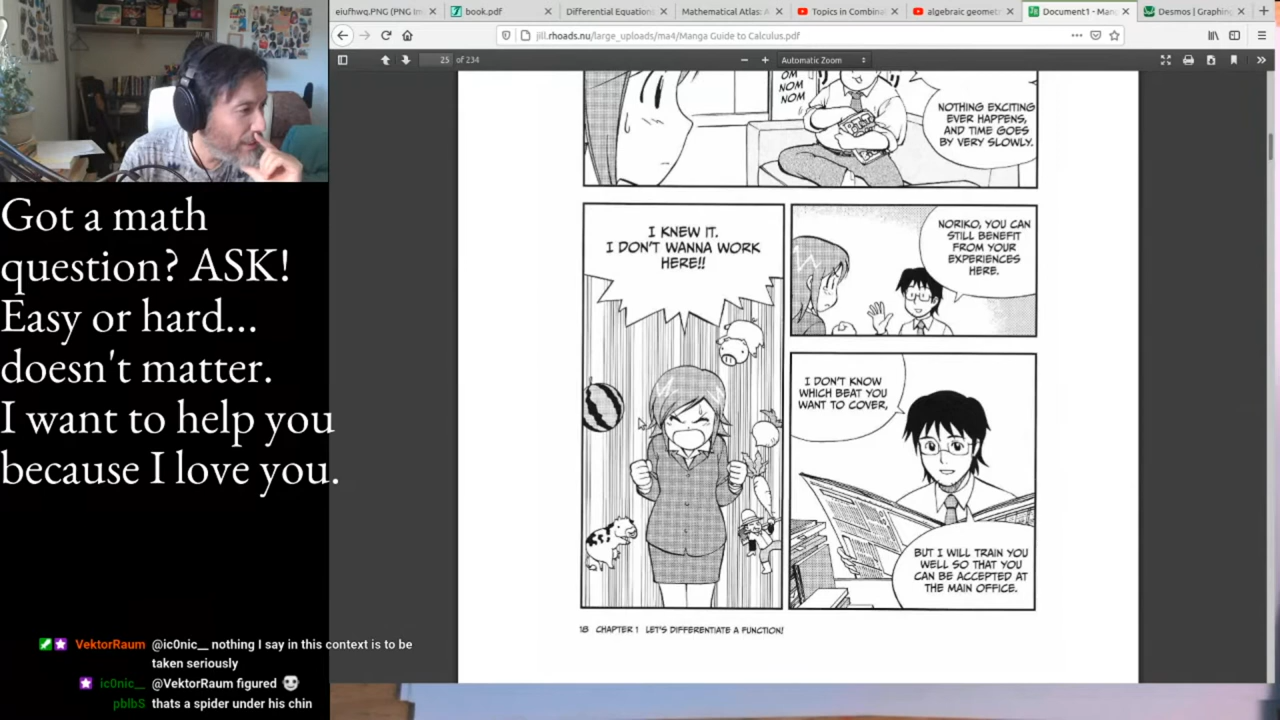 eiufhwq.PNG (PNG Im
book.pdf
Differential Equation
Mathematical Atlas: A
Topics in Combina
algebraic geometr
Document1 - Man
Desmos | Graphing
jill.rhoads.nu/large_uploads/ma4/Manga Guide to Calculus.pdf
25 of 234
Automatic Zoom
OM
NOM
NOM
NOTHING EXCITING
EVER HAPPENS,
AND TIME GOES
BY VERY SLOWLY.
I KNEW IT.
I DON'T WANNA WORK
HERE!!
NORIKO, YOU CAN
STILL BENEFIT
FROM YOUR
EXPERIENCES
HERE.
I DON'T KNOW
WHICH BEAT YOU
WANT TO COVER,
BUT I WILL TRAIN YOU
WELL SO THAT YOU
CAN BE ACCEPTED AT
THE MAIN OFFICE.
18 CHAPTER 1 LET'S DIFFERENTIATE A FUNCTION!
Got a math
question? ASK!
Easy or hard...
doesn't matter.
I want to help you
because I love you.
VektorRaum @ic0nic__ nothing I say in this context is to be
taken seriously
ic0nic__ @VektorRaum figured
pblbS thats a spider under his chin